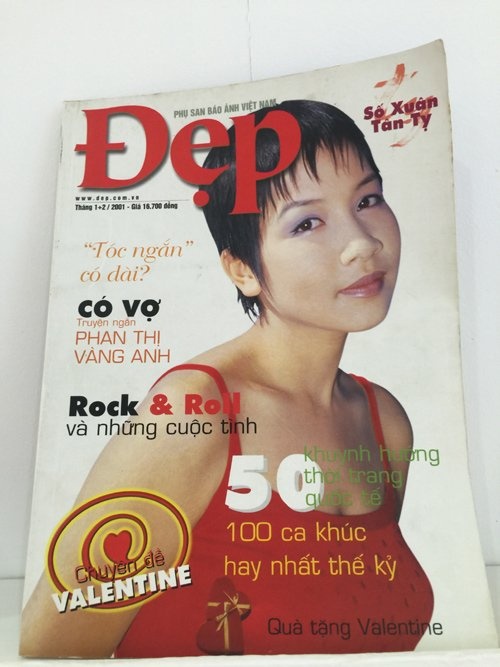 PHỤ SAN BÁO ẢNH VIỆT NAM
Đẹp
Số Xuân
Tân Tỵ
www.dep.com.vn
Tháng 1+2 / 2001 - Giá 16.700 đồng
"Tóc ngắn"
có dài?
CÓ VỢ
Truyện ngắn
PHAN THỊ
VÀNG ANH
Rock & Roll
và những cuộc tình
50 khuynh hướng
thời trang
quốc tế
100 ca khúc
hay nhất thế kỷ
Chuyên đề
VALENTINE
Quà tặng Valentine